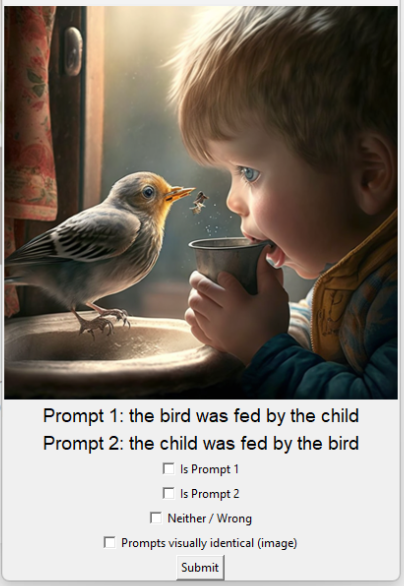 Prompt 1: the bird was fed by the child
Prompt 2: the child was fed by the bird
Is Prompt 1
Is Prompt 2
Neither / Wrong
Prompts visually identical (image)
Submit